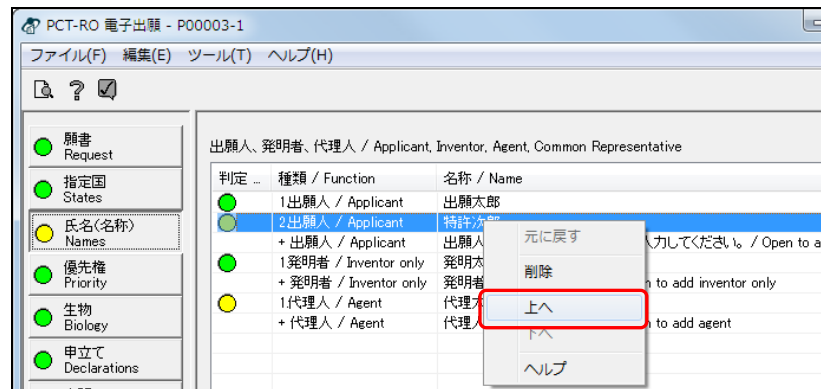 PCT-RO 電子出願 - P00003-1
ファイル(F) 編集(E) ツール(T) ヘルプ(H)
願書
Request
指定国
States
氏名(名称)
Names
優先権
Priority
生物
Biology
申立て
Declarations
出願人、発明者、代理人 / Applicant, Inventor, Agent, Common Representative
判定 ... 種類 / Function 名称 / Name
1出願人 / Applicant 出願太郎
2出願人 / Applicant 特許次郎
+ 出願人 / Applicant 出願人 入力してください。 / Open to a
1発明者 / Inventor only 発明太
+ 発明者 / Inventor only 発明者 n to add inventor only
1代理人 / Agent 代理太
+ 代理人 / Agent 代理人 n to add agent
元に戻す
削除
上へ
下へ
ヘルプ